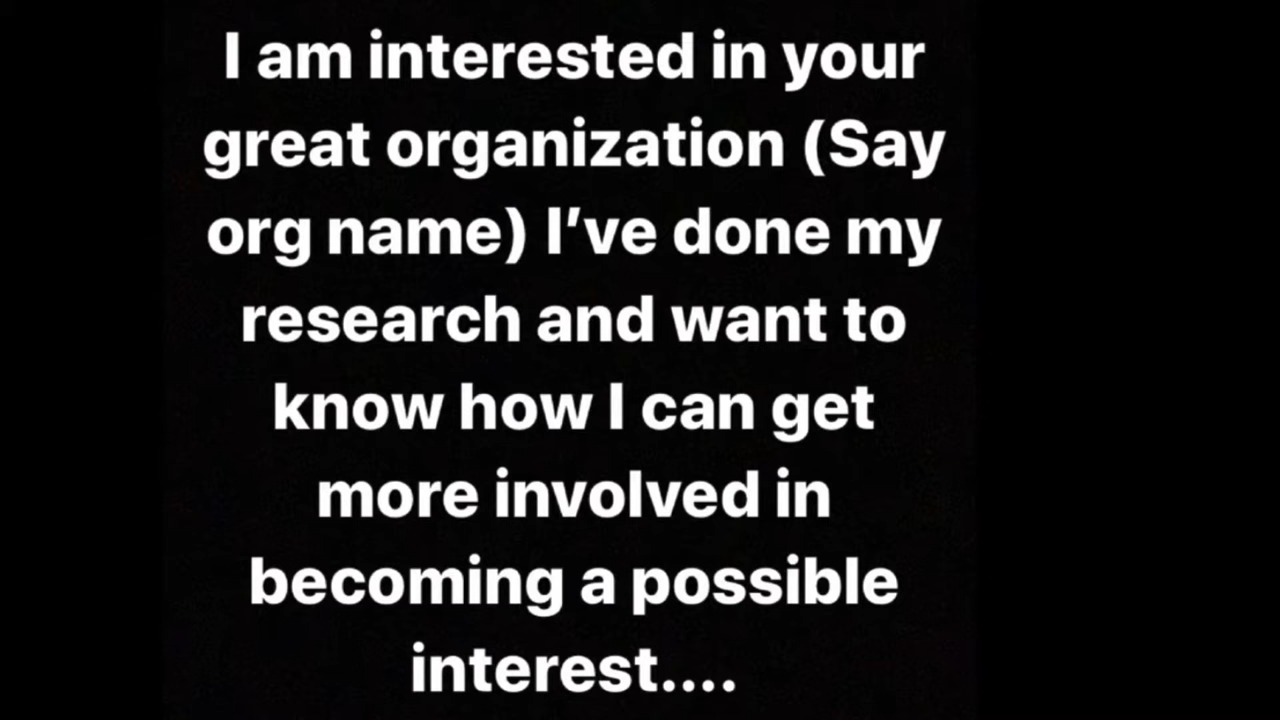 I am interested in your
great organization (Say
org name) I’ve done my
research and want to
know how I can get
more involved in
becoming a possible
interest....